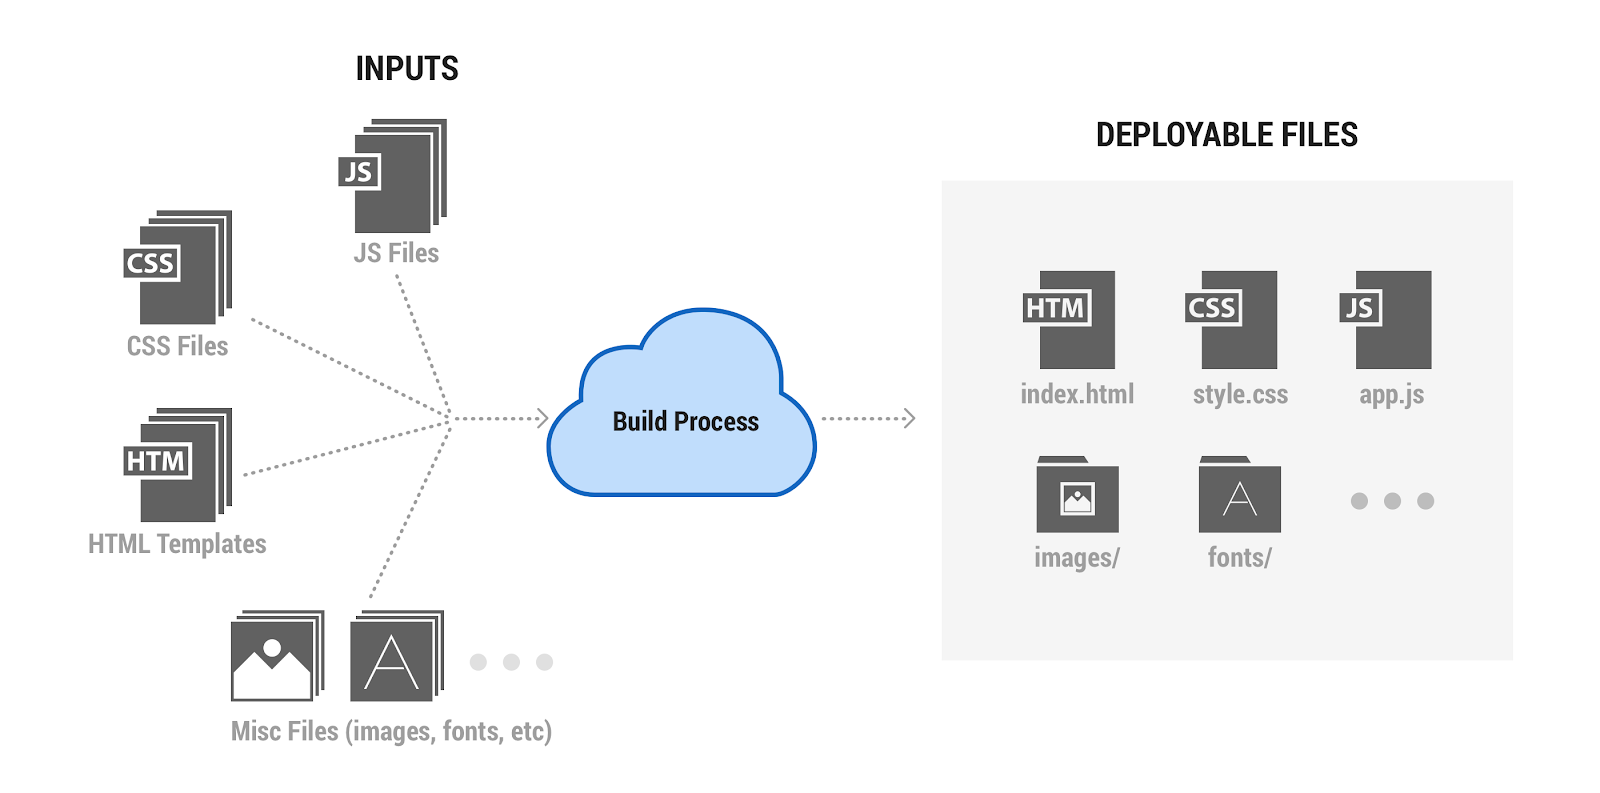 INPUTS
JS
JS Files
CSS
CSS Files
HTM
HTML Templates
A
Misc Files (images, fonts, etc)
Build Process
DEPLOYABLE FILES
HTM CSS JS
index.html style.css app.js
A
images/ fonts/